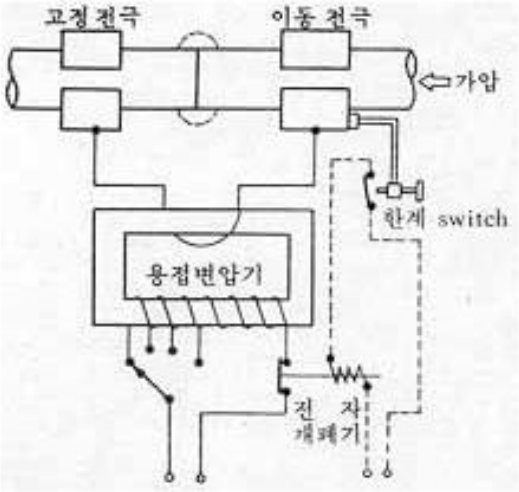 고정 전극
이동 전극
가압
한계 switch
용접변압기
전 자
개폐기